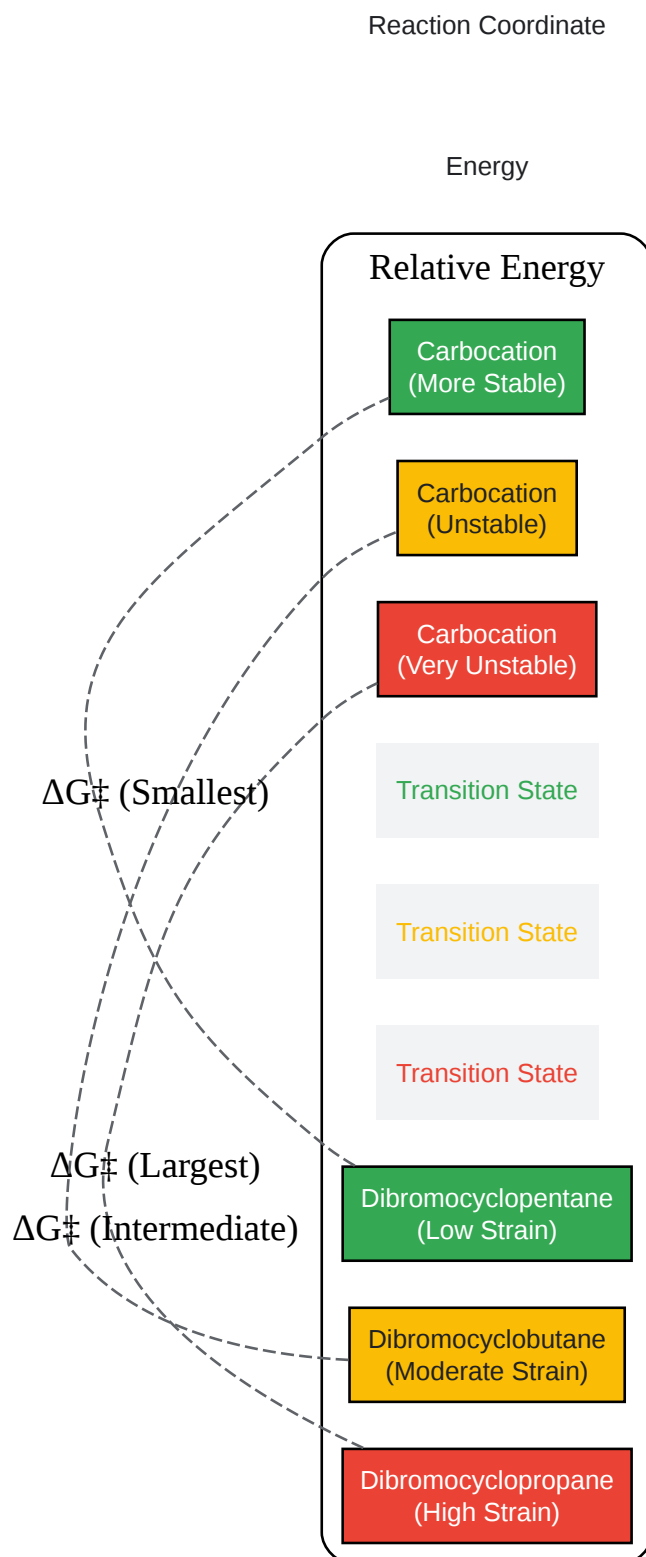 Reaction Coordinate
Energy
Relative Energy
Carbocation
(More Stable)
Carbocation
(Unstable)
Carbocation
(Very Unstable)
ΔG‡ (Smallest)
Transition State
Transition State
Transition State
ΔG‡ (Largest)
ΔG‡ (Intermediate)
Dibromocyclopentane
(Low Strain)
Dibromocyclobutane
(Moderate Strain)
Dibromocyclopropane
(High Strain)